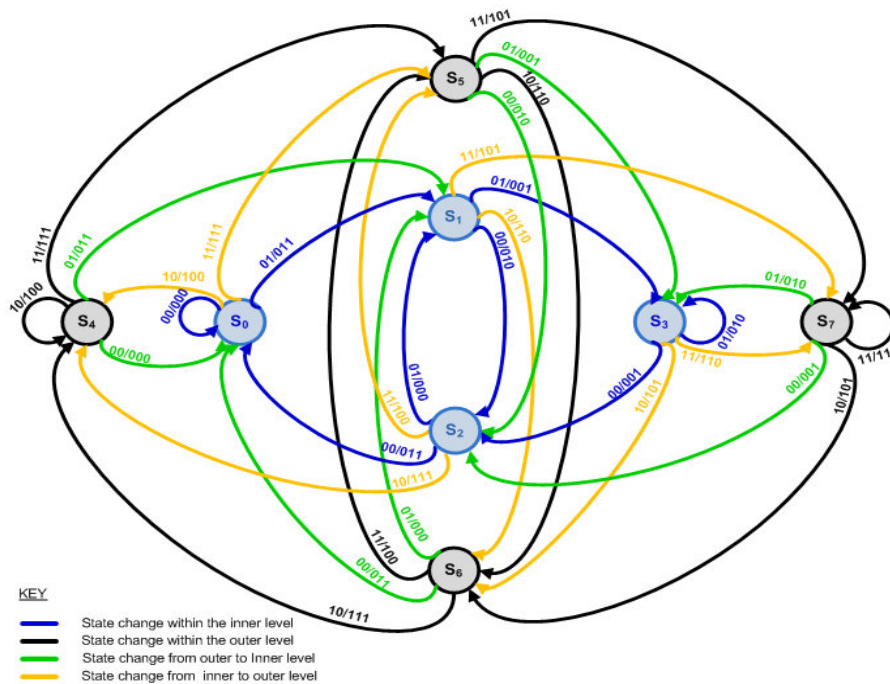 11/101
01/001
S5
10/110
00/010
11/111
01/011
11/111
01/011
11/101
01/001
S1
10/110
00/010
10/100
10/100
00/000
S4
S0
00/000
01/010
S3
01/010
S7
11/110
11/11
01/000
11/100
00/001
10/101
00/001
10/101
S2
00/011
10/111
01/000
11/100
S6
00/011
10/111
KEY
State change within the inner level
State change within the outer level
State change from outer to Inner level
State change from inner to outer level